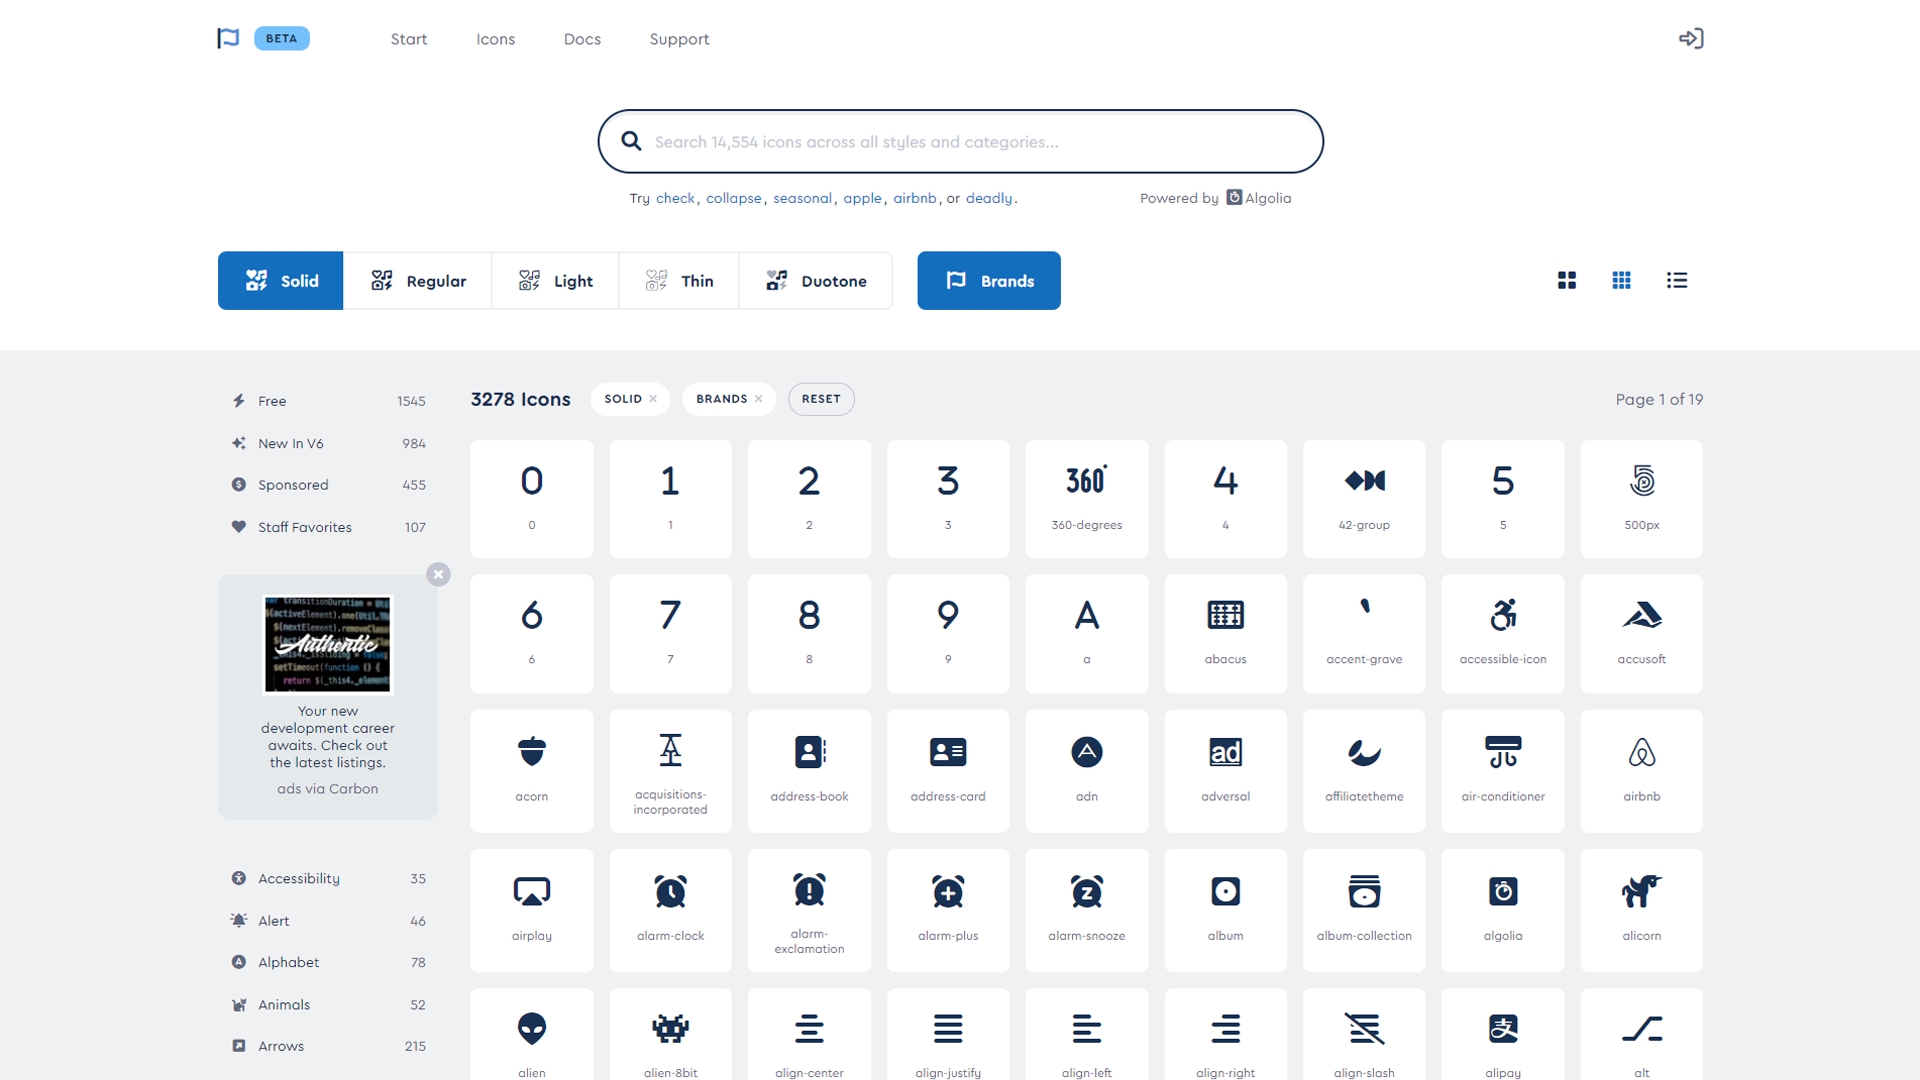 BETA
Start
Icons
Docs
Support
Search 14,554 icons across all styles and categories...
Try check, collapse, seasonal, apple, airbnb, or deadly.
Powered by Algolia
Solid
Regular
Light
Thin
Duotone
Brands
Free 1545
New In V6 984
Sponsored 455
Staff Favorites 107
3278 Icons
SOLID ×
BRANDS ×
RESET
Page 1 of 19
0 1 2 3 360° 4 5
0 1 2 3 360-degrees 4 42-group 5 500px
6 7 8 9 A
6 7 8 9 a abacus accent-grave accessible-icon accusoft
Authentic
setTimeout(function () {
Your new
development career
awaits. Check out
the latest listings.
ads via Carbon
ad
acorn
acquisitions-
incorporated
address-book
address-card
adn
adversal
affiliatetheme
air-conditioner
airbnb
airplay
alarm-clock
alarm-
exclamation
alarm-plus
alarm-snooze
album
album-collection
algolia
alicorn
Accessibility 35
Alert 46
Alphabet 78
Animals 52
Arrows 215
alien
alien-8bit
align-center
align-justify
align-left
align-right
align-slash
alipay
alt